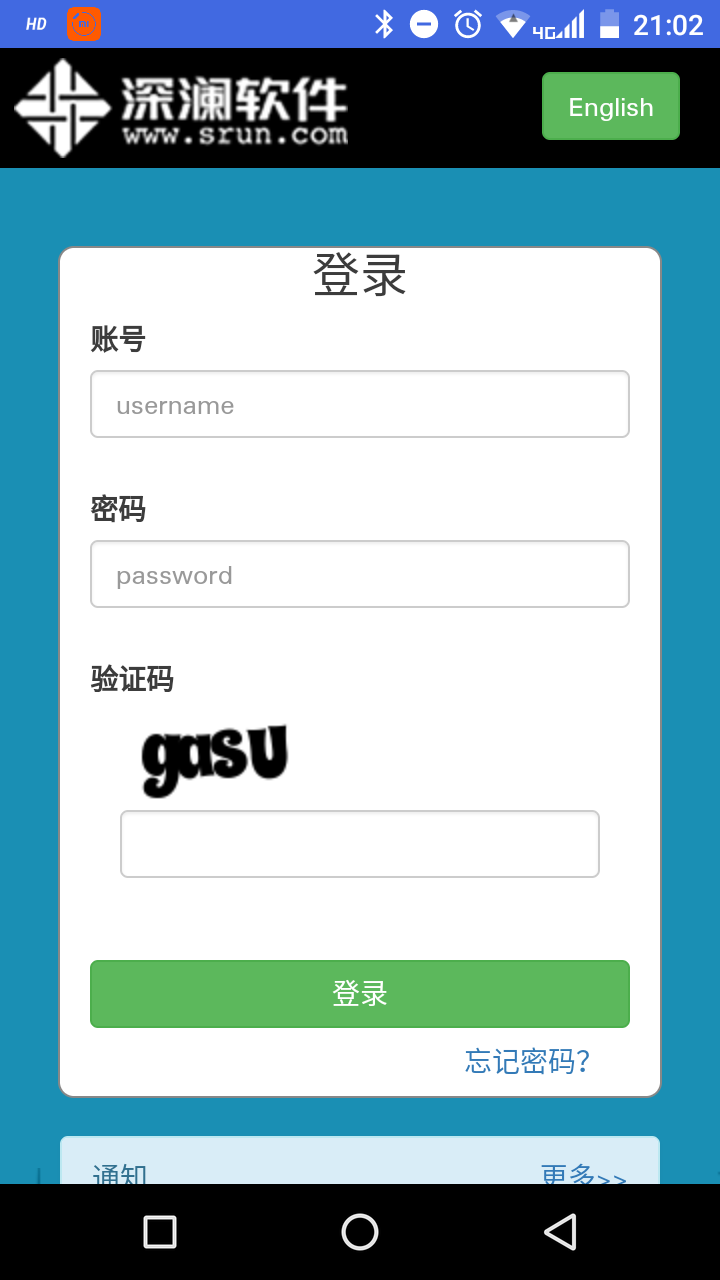 HD
4G
21:02
深澜软件
www.srun.com
English
登录
账号
username
密码
password
验证码
gasu
登录
忘记密码?
通知
更多>>